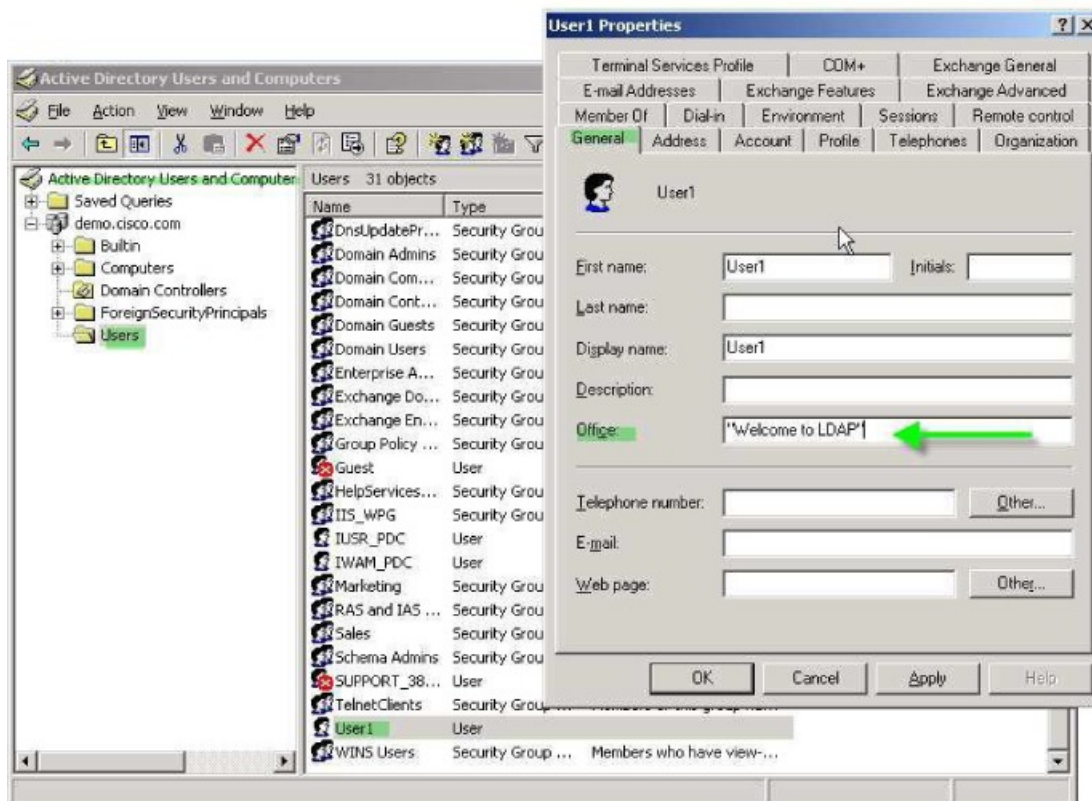 Active Directory Users and Computers
File Action View Window Help
Active Directory Users and Computer
Saved Queries
demo.cisco.com
Builtin
Computers
Domain Controllers
ForeignSecurityPrincipals
Users
Users 31 objects
Name Type
DnsUpdatePr... Security Grou
Domain Admins Security Grou
Domain Com... Security Grou
Domain Cont... Security Grou
Domain Guests Security Grou
Domain Users Security Grou
Enterprise A... Security Grou
Exchange Do... Security Grou
Exchange En... Security Grou
Group Policy ... Security Grou
Guest User
HelpServices... Security Grou
IIS_WPG Security Grou
IUSR_PDC User
IWAM_PDC User
Marketing Security Grou
RAS and IAS ... Security Grou
Sales Security Grou
Schema Admins Security Grou
SUPPORT_38... User
TelnetClients Security Group ... Members of this group
User1 User
WINS Users Security Group ... Members who have view-...
User1 Properties
Terminal Services Profile COM+ Exchange General
E-mail Addresses Exchange Features Exchange Advanced
Member Of Dial-in Environment Sessions Remote control
General Address Account Profile Telephones Organization
User1
First name: User1 Initials:
Last name:
Display name: User1
Description:
Office: "Welcome to LDAP"
Telephone number: Other...
E-mail:
Web page: Other...
OK Cancel Apply Help